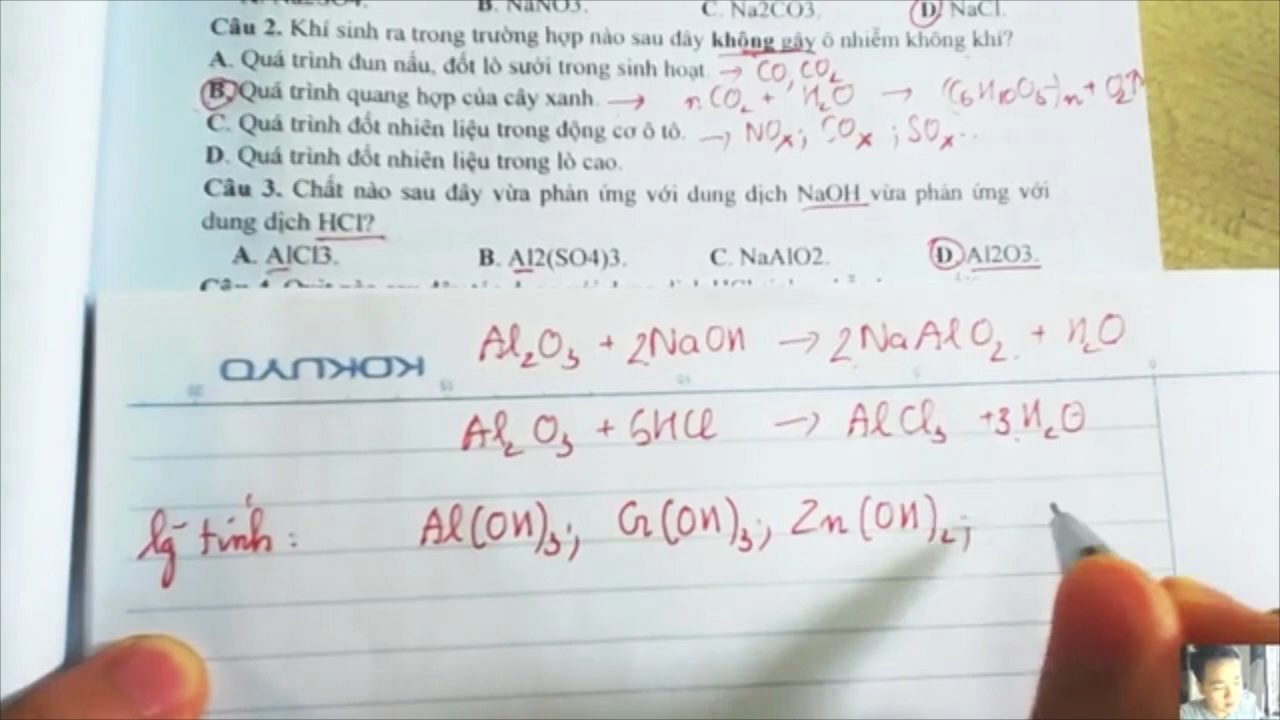 B. NaNO3. C. Na2CO3. D. NaCl.
Câu 2. Khí sinh ra trong trường hợp nào sau đây không gây ô nhiễm không khí?
A. Quá trình đun nấu, đốt lò sưởi trong sinh hoạt → CO, CO2
B. Quá trình quang hợp của cây xanh. → nCO2 + H2O → (C6H10O5)n + O2↑
C. Quá trình đốt nhiên liệu trong động cơ ô tô. → NOx; COx; SOx..
D. Quá trình đốt nhiên liệu trong lò cao.
Câu 3. Chất nào sau đây vừa phản ứng với dung dịch NaOH vừa phản ứng với
dung dịch HCl?
A. AlCl3. B. Al2(SO4)3. C. NaAlO2. D. Al2O3.
Al2O3 + 2NaOH → 2NaAlO2 + H2O
KOKUYO
Al2O3 + 6HCl → AlCl3 + 3H2O
lg tính: Al(OH)3; Cr(OH)3; Zn(OH)2;